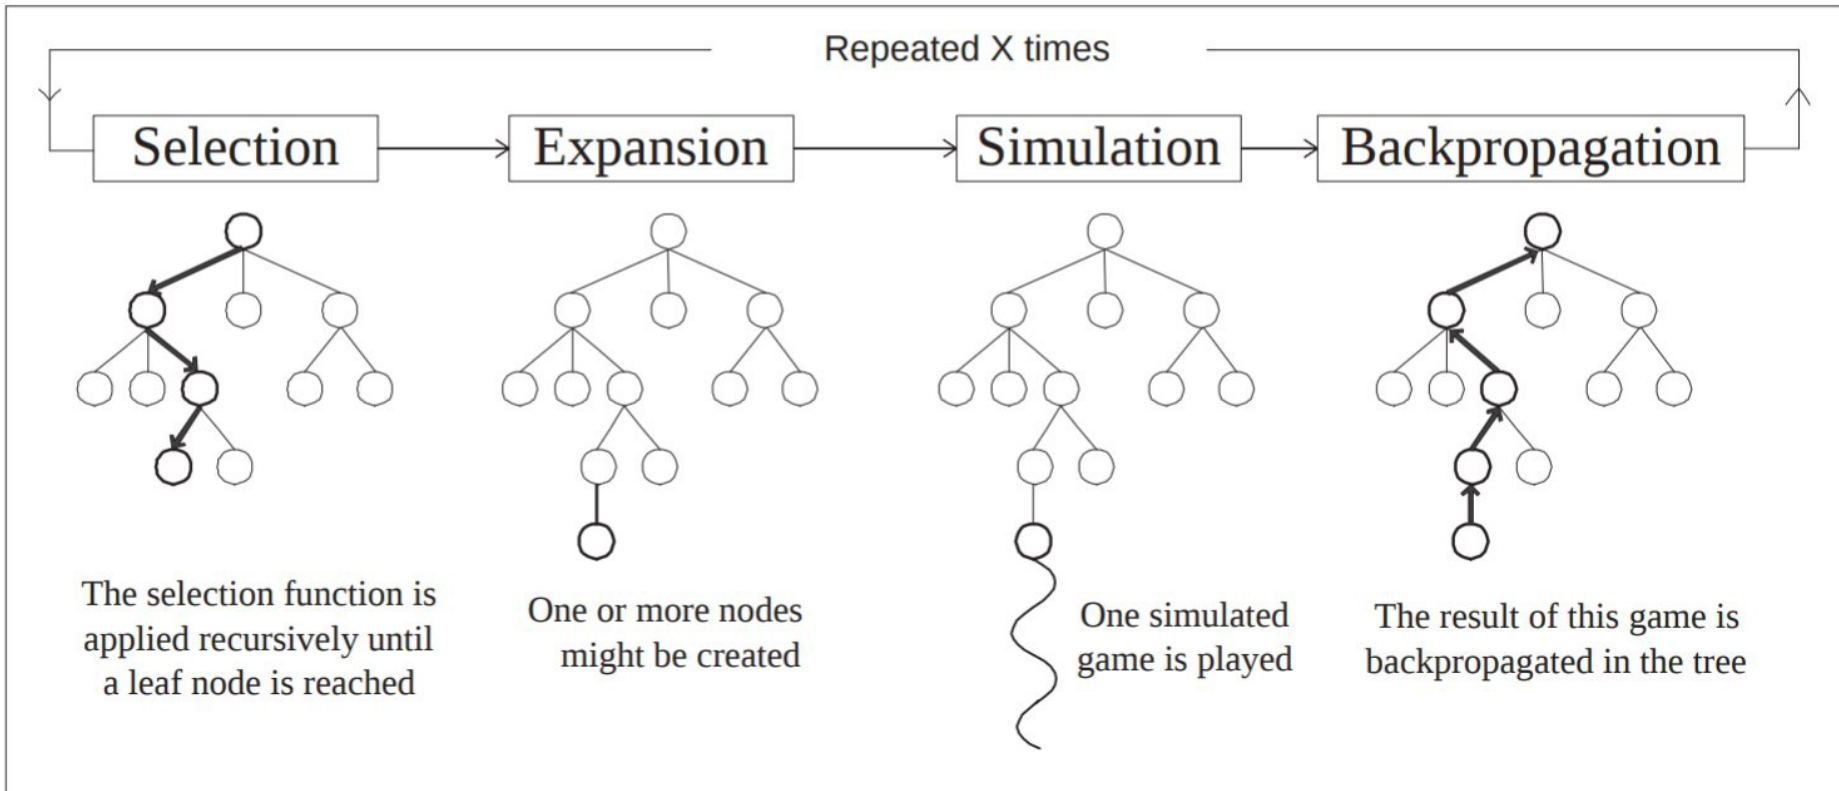 Repeated X times
Selection
Expansion
Simulation
Backpropagation
The selection function is
applied recursively until
a leaf node is reached
One or more nodes
might be created
One simulated
game is played
The result of this game is
backpropagated in the tree